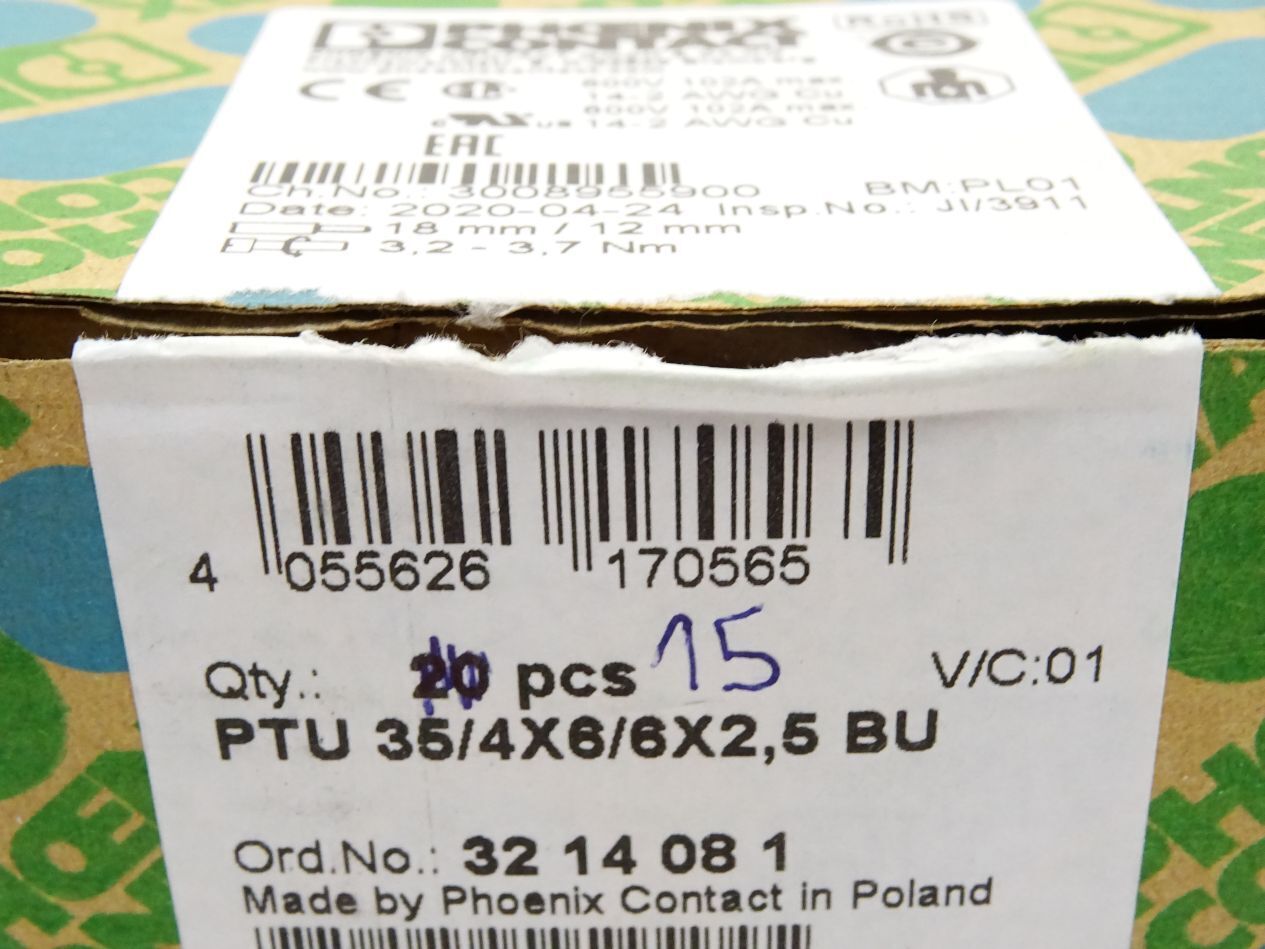 PHOENIX
CONTACT
RoHS
600V 102A max
14-2 AWG Cu
600V 102A max.
14-2 AWG Cu
CE
c us
EAC
Ch.No.: 3008955900 BM:PL01
Date: 2020-04-24 Insp.No.: JI/3911
18 mm / 12 mm
3,2 - 3,7 Nm
4 055626 170565
Qty.: 20 pcs 15 V/C:01
PTU 35/4X6/6X2,5 BU
Ord.No.: 32 14 08 1
Made by Phoenix Contact in Poland